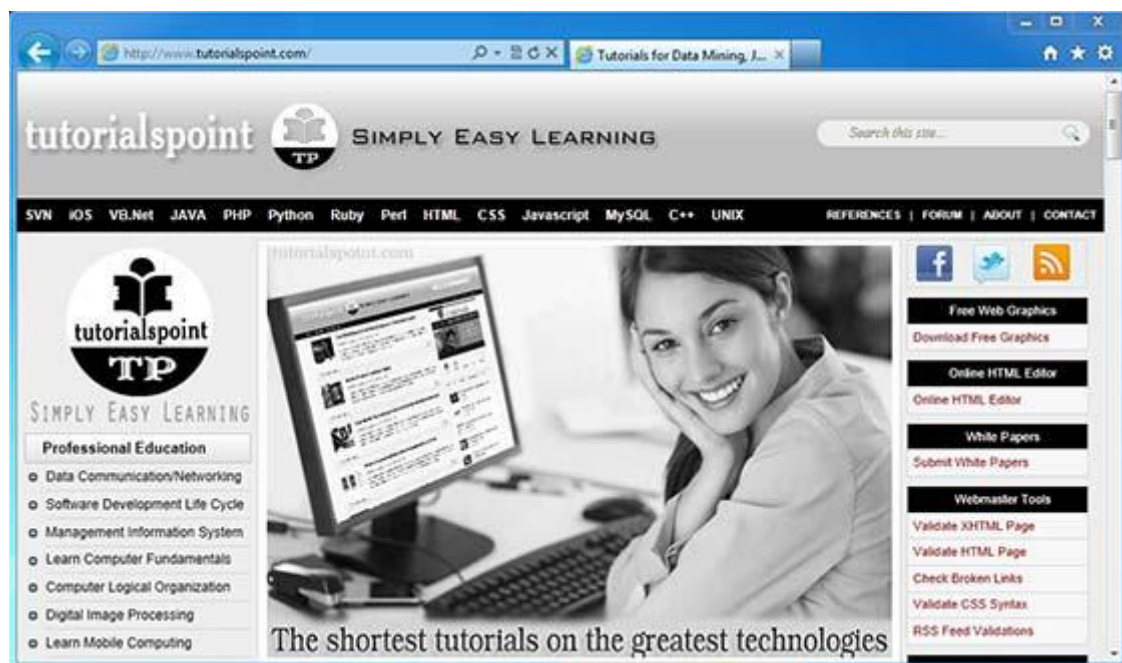 http://www.tutorialspoint.com/
Tutorials for Data Mining, J...
tutorialspoint
TP
SIMPLY EASY LEARNING
Search this site...
SVN iOS VB.Net JAVA PHP Python Ruby Perl HTML CSS Javascript MySQL C++ UNIX
REFERENCES | FORUM | ABOUT | CONTACT
tutorialspoint
TP
SIMPLY EASY LEARNING
Professional Education
Data Communication/Networking
Software Development Life Cycle
Management Information System
Learn Computer Fundamentals
Computer Logical Organization
Digital Image Processing
Learn Mobile Computing
tutorialspoint.com
The shortest tutorials on the greatest technologies
Free Web Graphics
Download Free Graphics
Online HTML Editor
Online HTML Editor
White Papers
Submit White Papers
Webmaster Tools
Validate XHTML Page
Validate HTML Page
Check Broken Links
Validate CSS Syntax
RSS Feed Validations